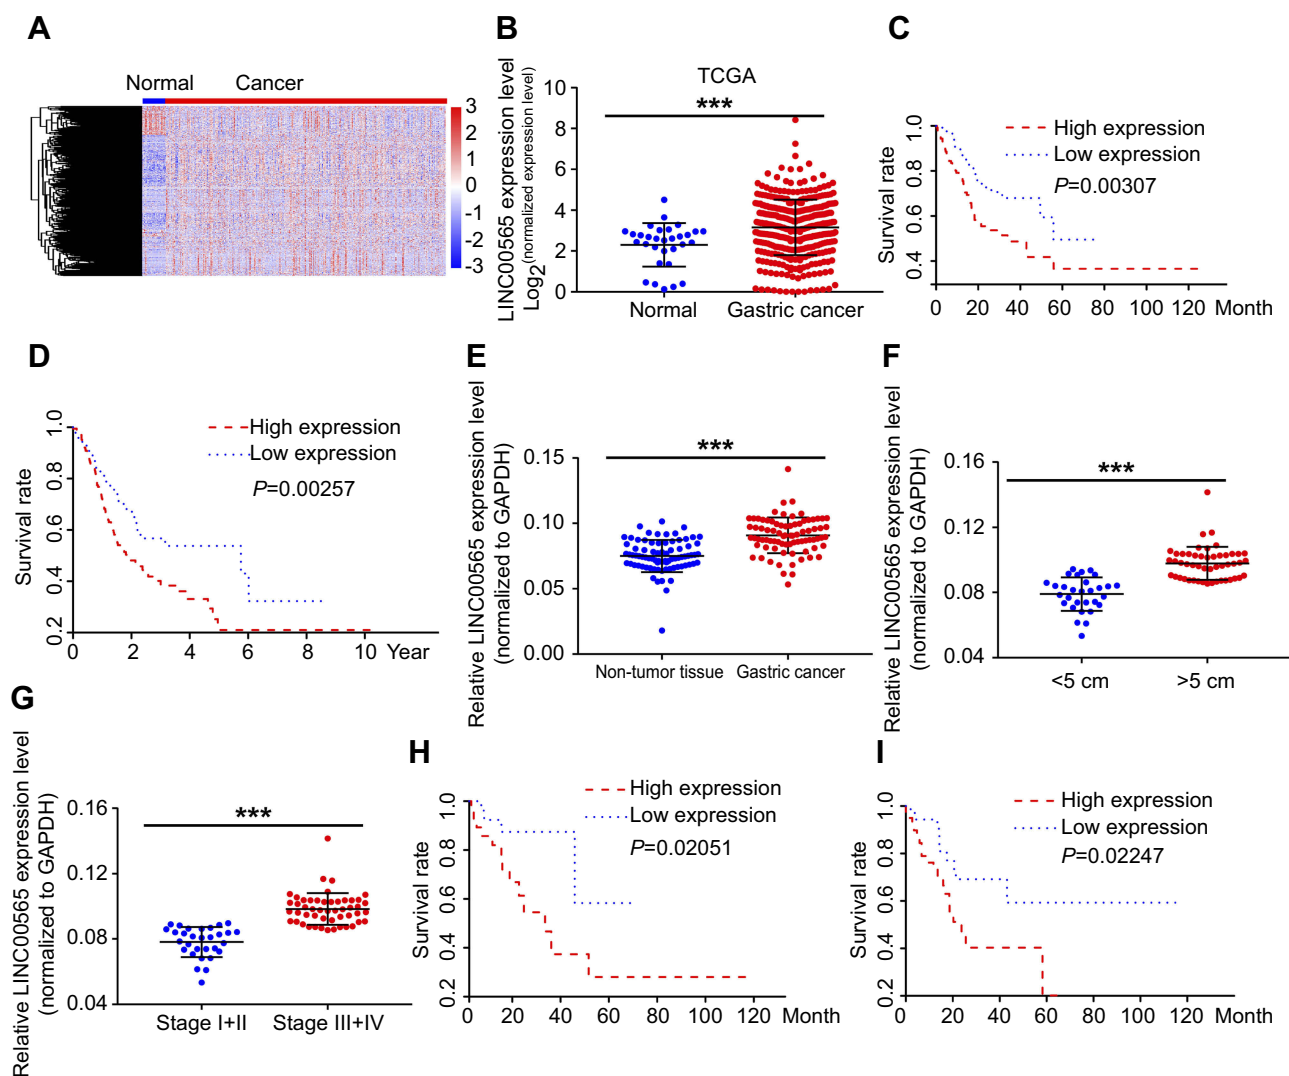 A
Normal
Cancer
3
2
1
0
-1
-2
-3
B
LINC00565 expression level
Log2(normalized expression level)
TCGA
***
10
8
6
4
2
0
Normal
Gastric cancer
C
Survival rate
1.0
0.8
0.6
0.4
High expression
Low expression
P=0.00307
0 20 40 60 80 100 120 Month
D
Survival rate
1.0
0.8
0.6
0.4
0.2
High expression
Low expression
P=0.00257
0 2 4 6 8 10 Year
E
Relative LINC00565 expression level
(normalized to GAPDH)
***
0.15
0.10
0.05
0.00
Non-tumor tissue
Gastric cancer
F
Relative LINC00565 expression level
(normalized to GAPDH)
***
0.16
0.12
0.08
0.04
<5 cm
>5 cm
G
Relative LINC00565 expression level
(normalized to GAPDH)
***
0.16
0.12
0.08
0.04
Stage I+II
Stage III+IV
H
Survival rate
1.0
0.8
0.6
0.4
0.2
High expression
Low expression
P=0.02051
0 20 40 60 80 100 120 Month
I
Survival rate
1.0
0.8
0.6
0.4
0.2
High expression
Low expression
P=0.02247
0 20 40 60 80 100 120 Month